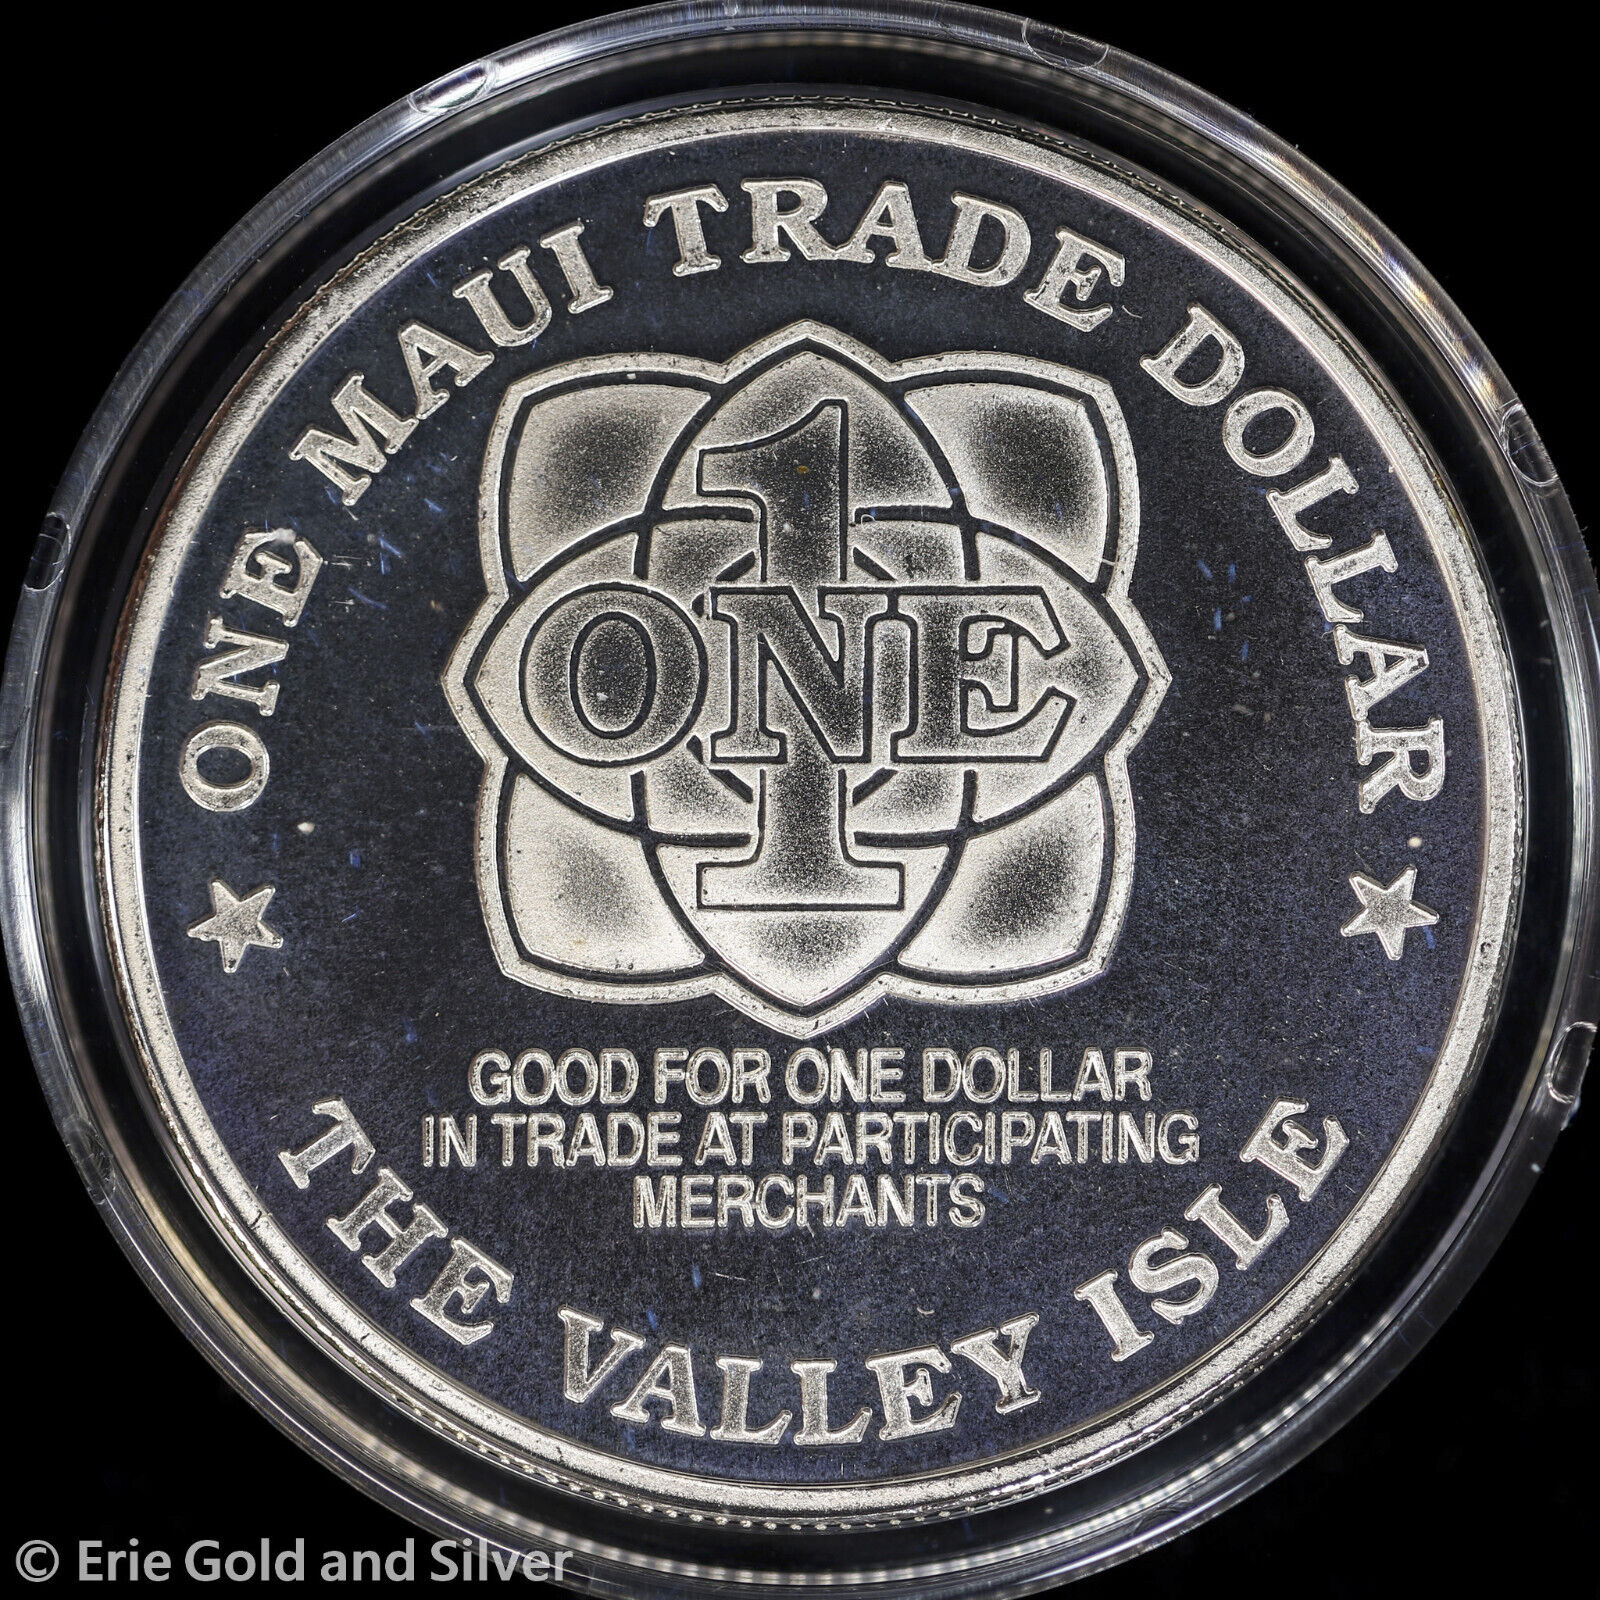 ONE MAUI TRADE DOLLAR
1
ONE
GOOD FOR ONE DOLLAR
IN TRADE AT PARTICIPATING
MERCHANTS
THE VALLEY ISLE
© Erie Gold and Silver